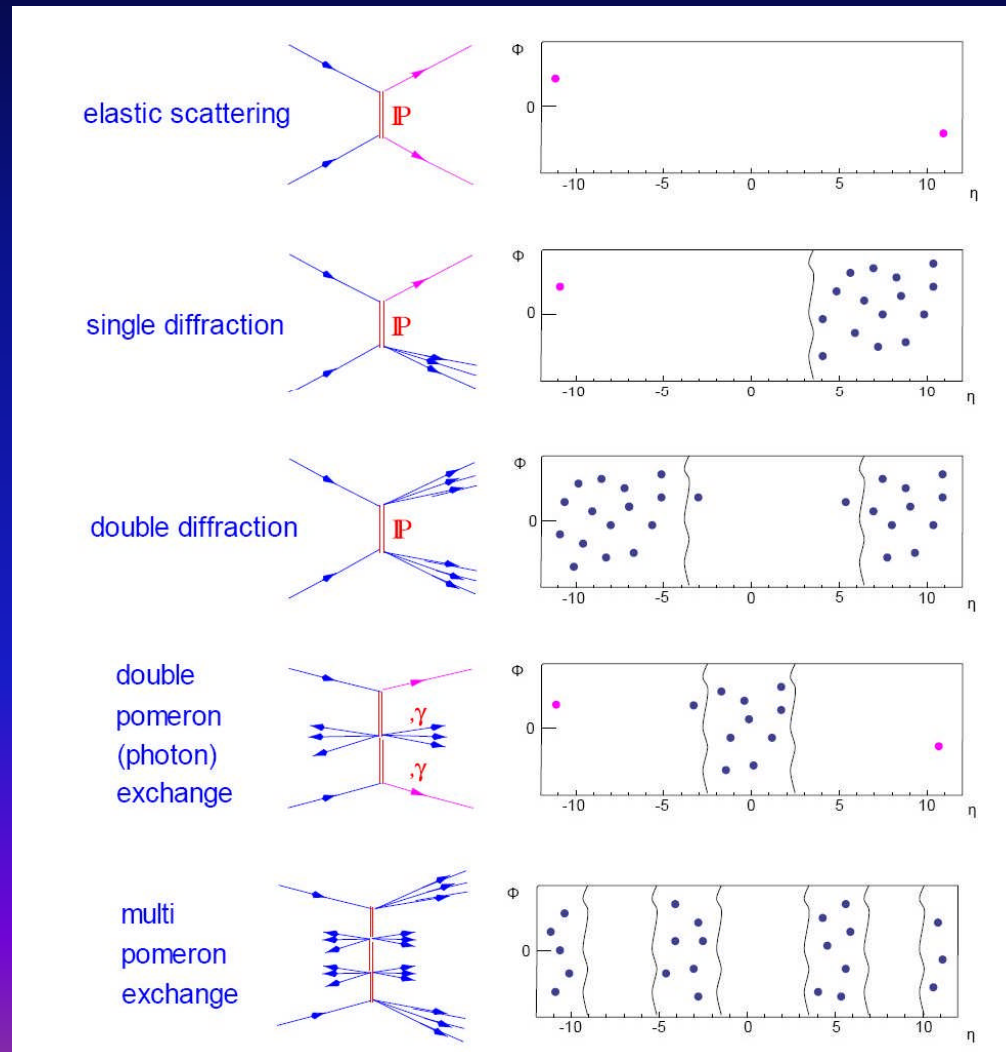 elastic scattering
ℙ
Φ
0
-10 -5 0 5 10
η
single diffraction
ℙ
Φ
0
-10 -5 0 5 10
η
double diffraction
ℙ
Φ
0
-10 -5 0 5 10
η
double
pomeron
(photon)
exchange
,γ
,γ
Φ
0
-10 -5 0 5 10
η
multi
pomeron
exchange
Φ
0
-10 -5 0 5 10
η